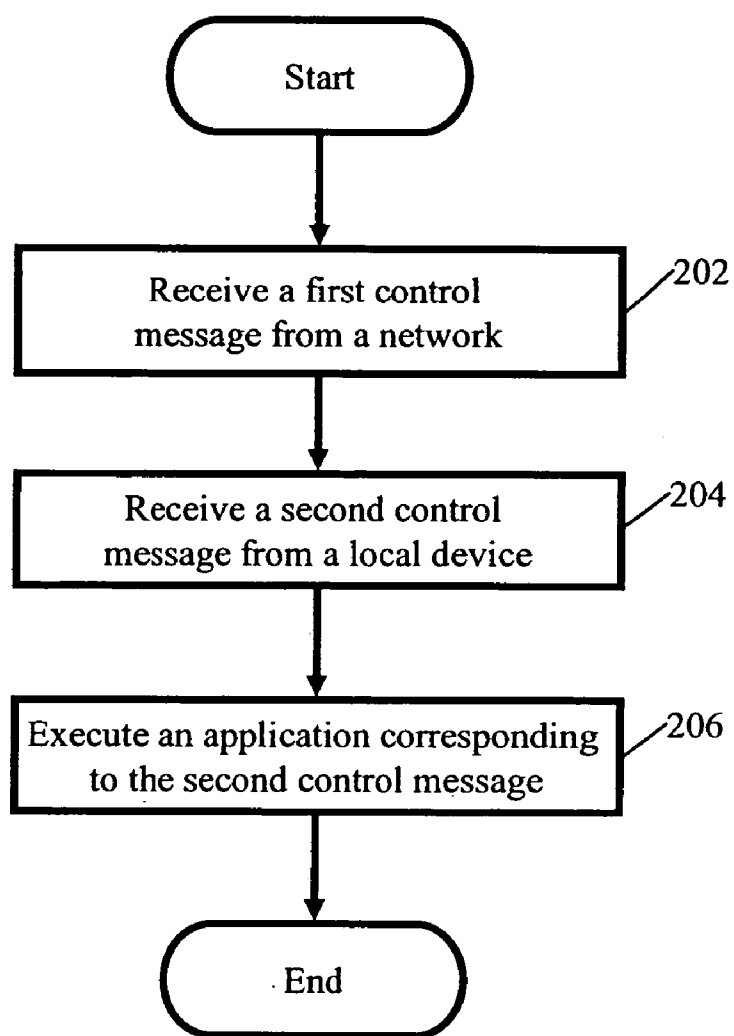 Start
Receive a first control
message from a network
202
Receive a second control
message from a local device
204
Execute an application corresponding
to the second control message
206
End